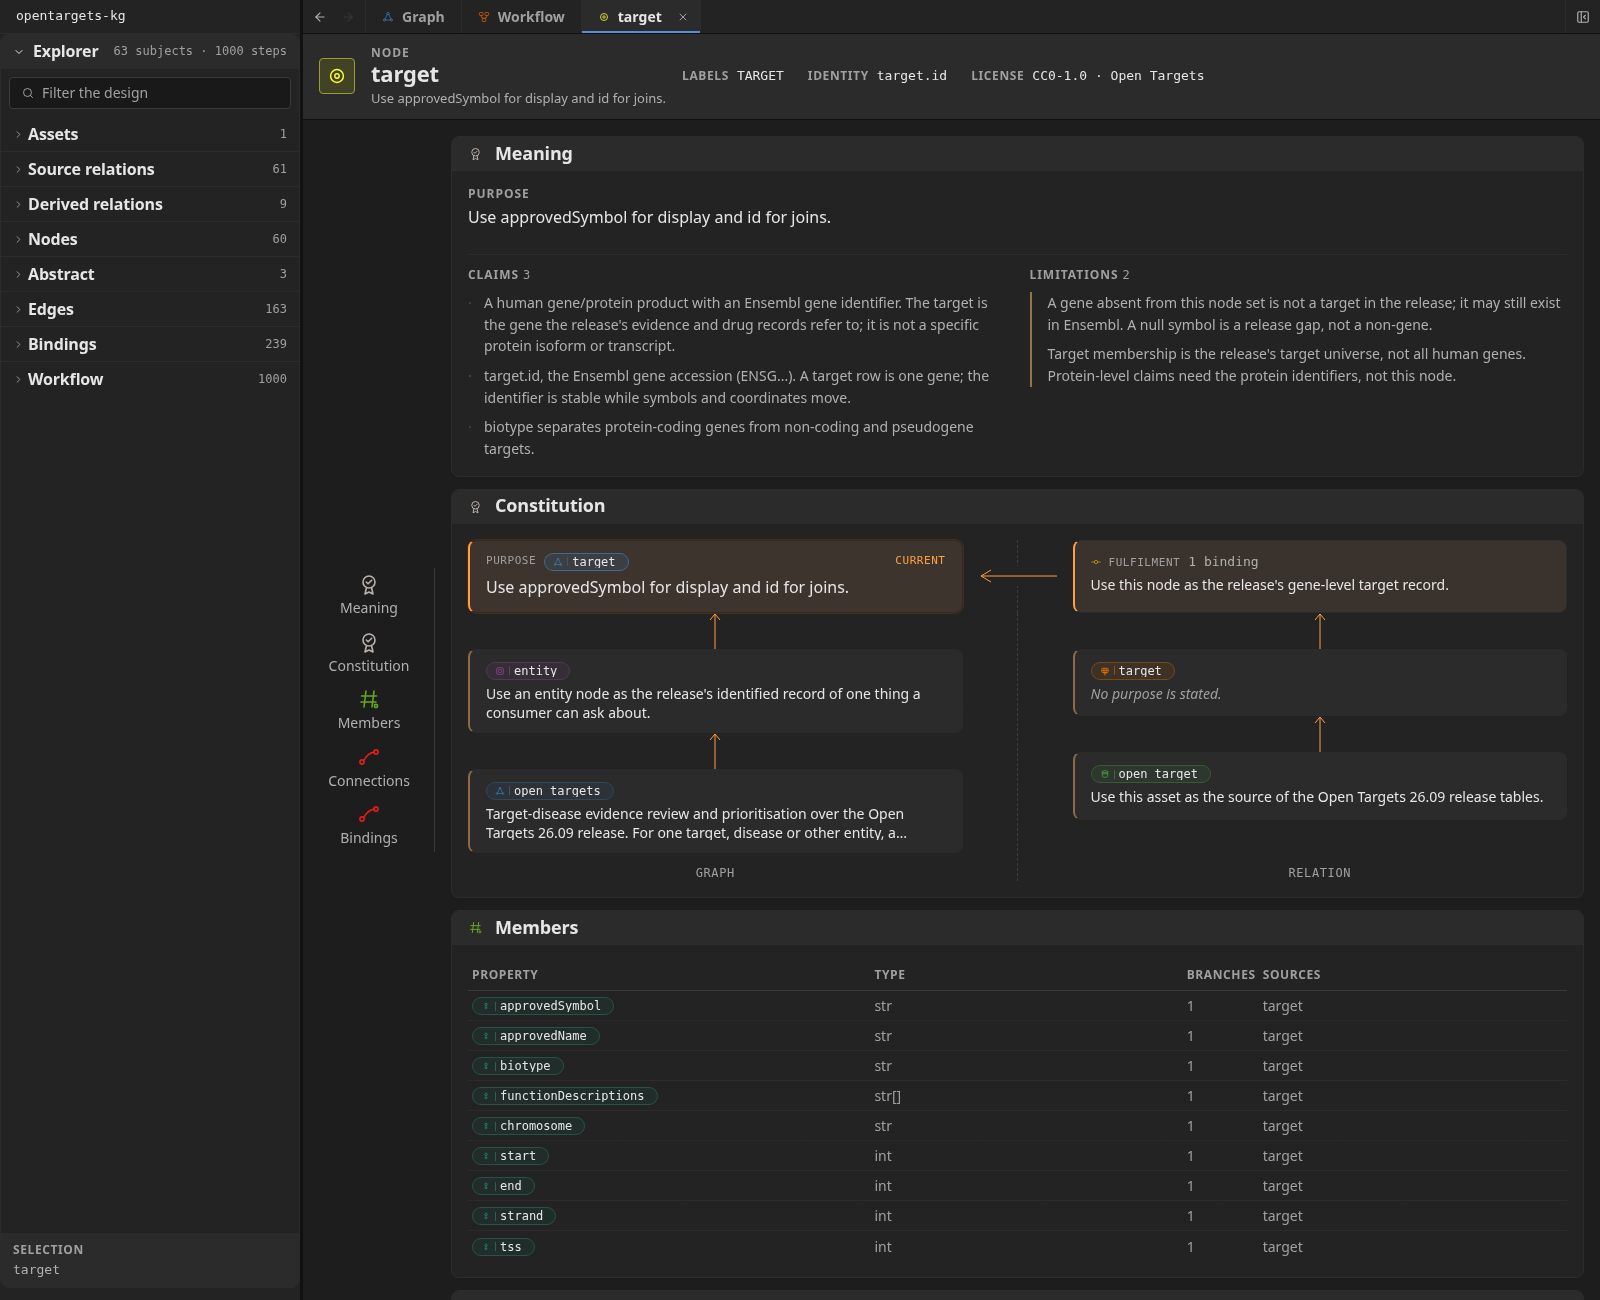 opentargets-kg
Explorer 63 subjects · 1000 steps
Filter the design
Assets 1
Source relations 61
Derived relations 9
Nodes 60
Abstract 3
Edges 163
Bindings 239
Workflow 1000
SELECTION
target
Graph
Workflow
target
NODE
target
Use approvedSymbol for display and id for joins.
LABELS TARGET IDENTITY target.id LICENSE CC0-1.0 · Open Targets
Meaning
Constitution
Members
Connections
Bindings
Meaning
PURPOSE
Use approvedSymbol for display and id for joins.
CLAIMS 3
· A human gene/protein product with an Ensembl gene identifier. The target is
the gene the release's evidence and drug records refer to; it is not a specific
protein isoform or transcript.
· target.id, the Ensembl gene accession (ENSG…). A target row is one gene; the
identifier is stable while symbols and coordinates move.
· biotype separates protein-coding genes from non-coding and pseudogene
targets.
LIMITATIONS 2
A gene absent from this node set is not a target in the release; it may still exist
in Ensembl. A null symbol is a release gap, not a non-gene.
Target membership is the release's target universe, not all human genes.
Protein-level claims need the protein identifiers, not this node.
Constitution
PURPOSE target CURRENT
Use approvedSymbol for display and id for joins.
entity
Use an entity node as the release's identified record of one thing a
consumer can ask about.
open targets
Target-disease evidence review and prioritisation over the Open
Targets 26.09 release. For one target, disease or other entity, a…
GRAPH
FULFILMENT 1 binding
Use this node as the release's gene-level target record.
target
No purpose is stated.
open target
Use this asset as the source of the Open Targets 26.09 release tables.
RELATION
Members
PROPERTY TYPE BRANCHES SOURCES
approvedSymbol str 1 target
approvedName str 1 target
biotype str 1 target
functionDescriptions str[] 1 target
chromosome str 1 target
start int 1 target
end int 1 target
strand int 1 target
tss int 1 target